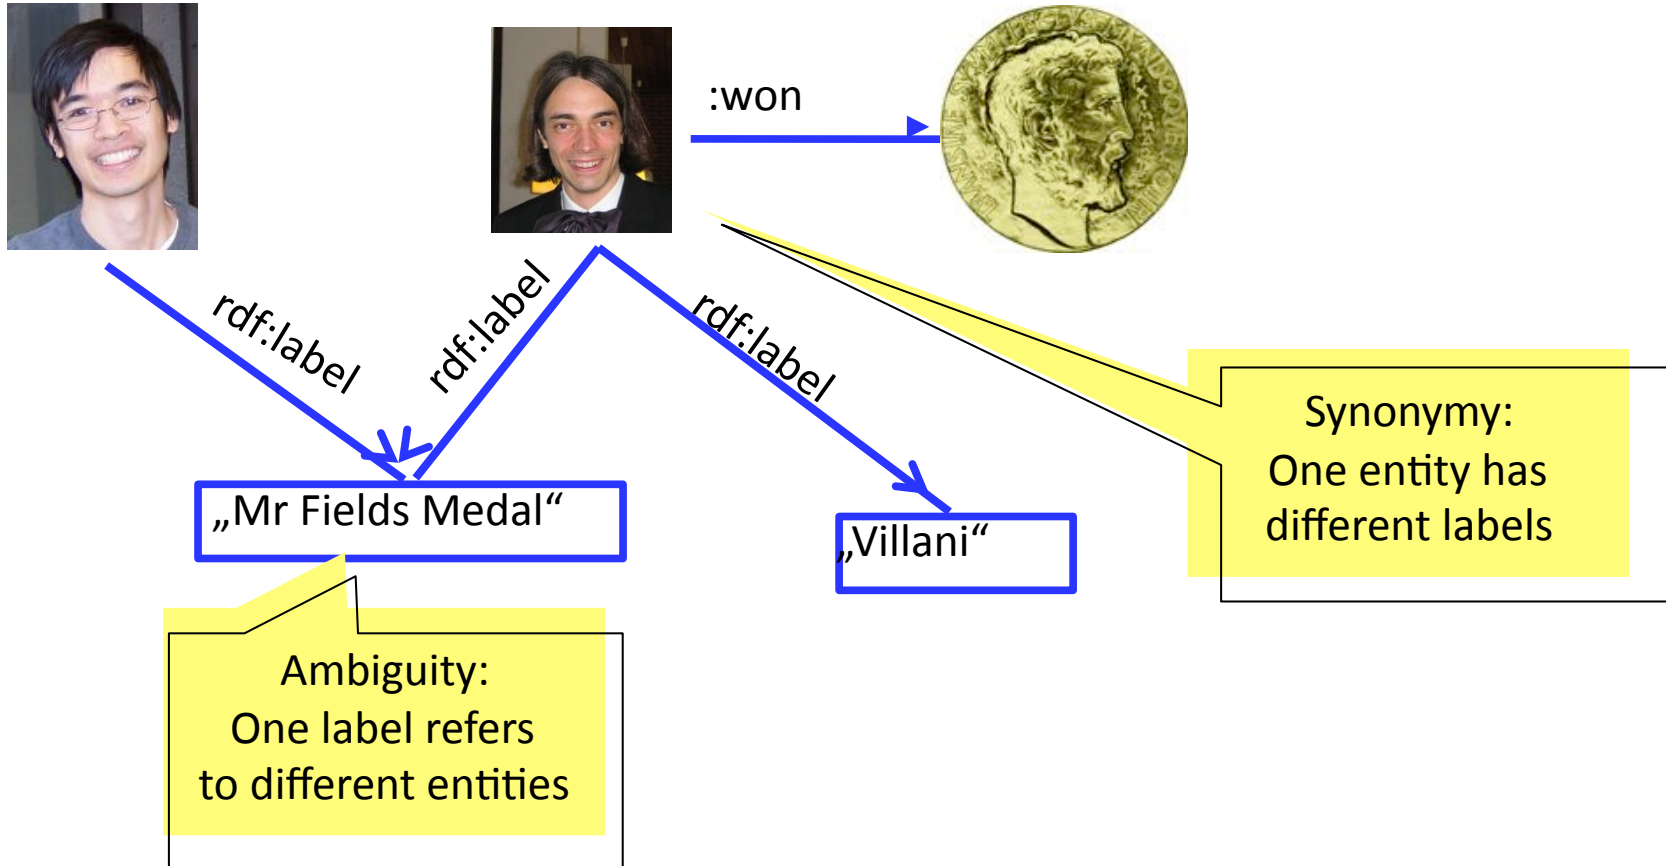 :won
rdf:label
rdf:label
rdf:label
„Mr Fields Medal“
„Villani“
Synonymy:
One entity has
different labels
Ambiguity:
One label refers
to different entities